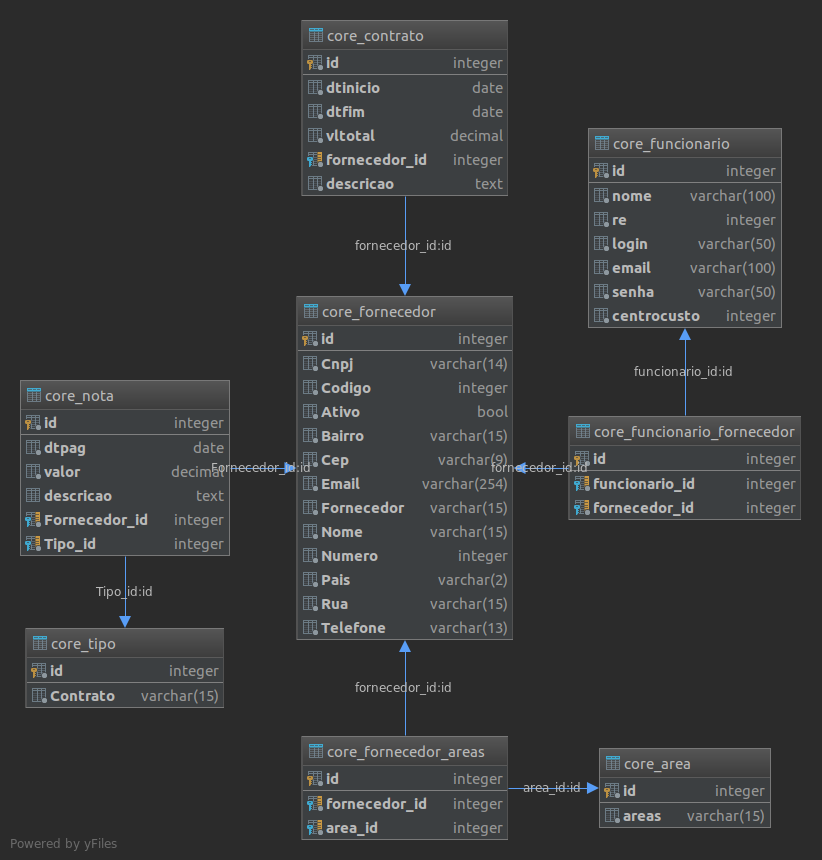 core_contrato
id integer
dtinicio date
dtfim date
vltotal decimal
fornecedor_id integer
descricao text
core_funcionario
id integer
nome varchar(100)
re integer
login varchar(50)
email varchar(100)
senha varchar(50)
centrocusto integer
fornecedor_id:id
core_fornecedor
id integer
Cnpj varchar(14)
Codigo integer
Ativo bool
Bairro varchar(15)
Cep varchar(9)
Email varchar(254)
Fornecedor varchar(15)
Nome varchar(15)
Numero integer
Pais varchar(2)
Rua varchar(15)
Telefone varchar(13)
funcionario_id:id
core_nota
id integer
dtpag date
valor decimal
descricao text
Fornecedor_id integer
Tipo_id integer
Fornecedor_id:id
fornecedor_id:id
core_funcionario_fornecedor
id integer
funcionario_id integer
fornecedor_id integer
Tipo_id:id
core_tipo
id integer
Contrato varchar(15)
fornecedor_id:id
core_fornecedor_areas
id integer
fornecedor_id integer
area_id integer
area_id:id
core_area
id integer
areas varchar(15)
Powered by yFiles